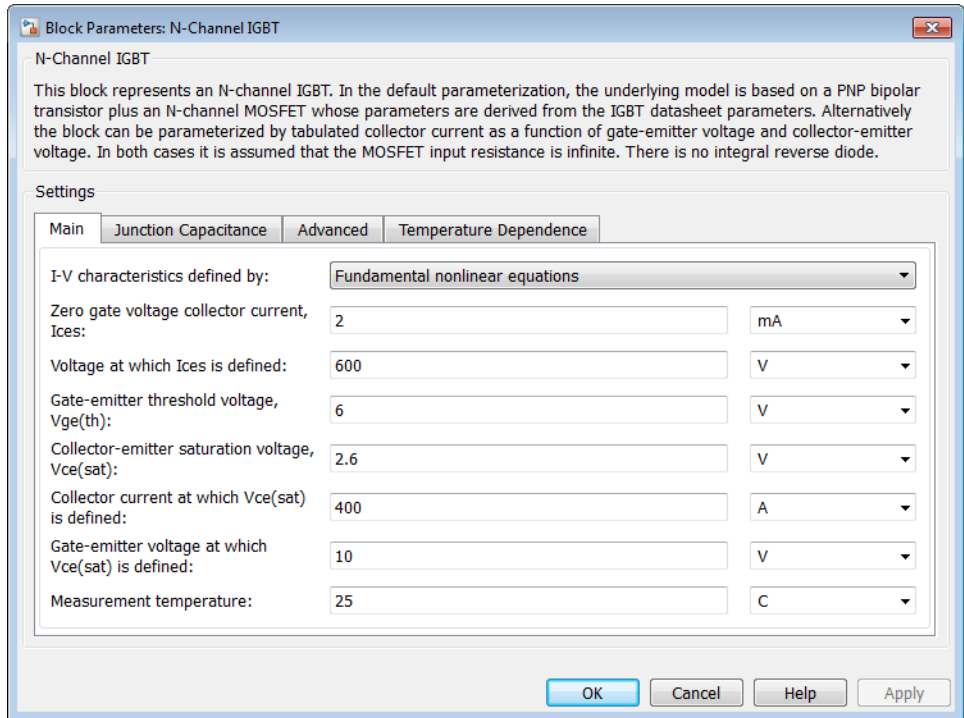 Block Parameters: N-Channel IGBT
N-Channel IGBT
This block represents an N-channel IGBT. In the default parameterization, the underlying model is based on a PNP bipolar
transistor plus an N-channel MOSFET whose parameters are derived from the IGBT datasheet parameters. Alternatively
the block can be parameterized by tabulated collector current as a function of gate-emitter voltage and collector-emitter
voltage. In both cases it is assumed that the MOSFET input resistance is infinite. There is no integral reverse diode.
Settings
Main Junction Capacitance Advanced Temperature Dependence
I-V characteristics defined by: Fundamental nonlinear equations
Zero gate voltage collector current,
Ices: 2 mA
Voltage at which Ices is defined: 600 V
Gate-emitter threshold voltage,
Vge(th): 6 V
Collector-emitter saturation voltage,
Vce(sat): 2.6 V
Collector current at which Vce(sat)
is defined: 400 A
Gate-emitter voltage at which
Vce(sat) is defined: 10 V
Measurement temperature: 25 C
OK Cancel Help Apply